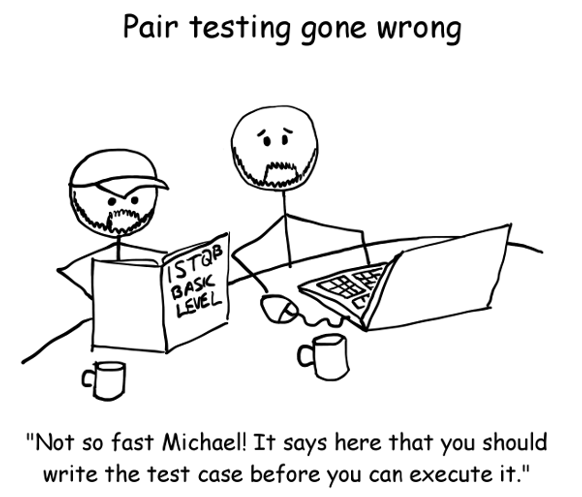 Pair testing gone wrong
ISTQB
BASIC
LEVEL
"Not so fast Michael! It says here that you should
write the test case before you can execute it."